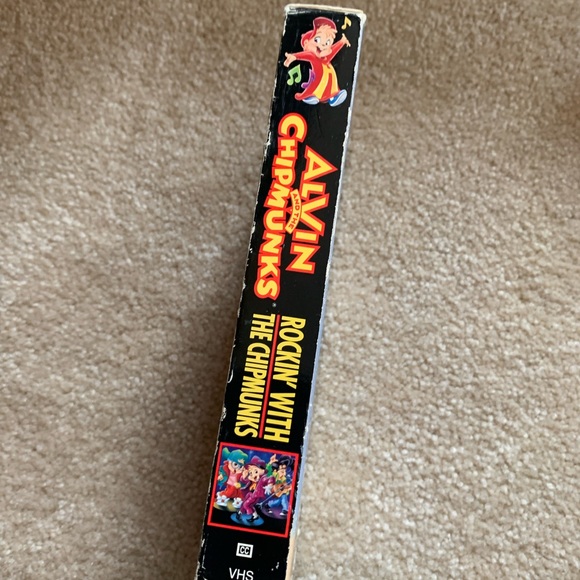 ALVIN
AND THE
CHIPMUNKS
ROCKIN' WITH
THE CHIPMUNKS
CC
VHS